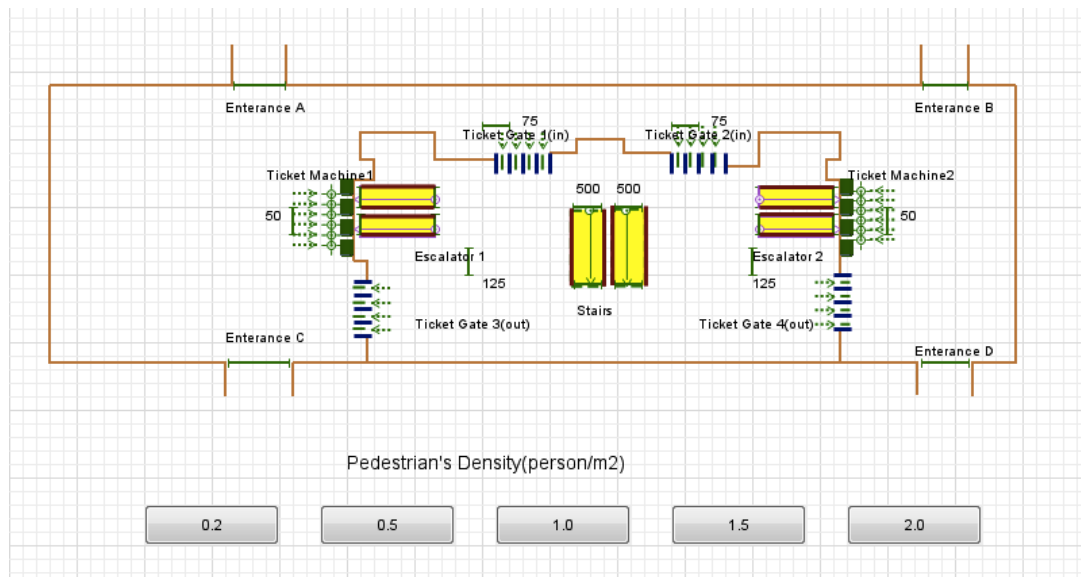 Enterance A
Enterance B
75
75
Ticket Gate 1(in)
Ticket Gate 2(in)
Ticket Machine1
Ticket Machine2
500
500
50
50
Escalator 1
Escalator 2
125
125
Stairs
Ticket Gate 3(out)
Ticket Gate 4(out)
Enterance C
Enterance D
Pedestrian's Density(person/m2)
0.2
0.5
1.0
1.5
2.0